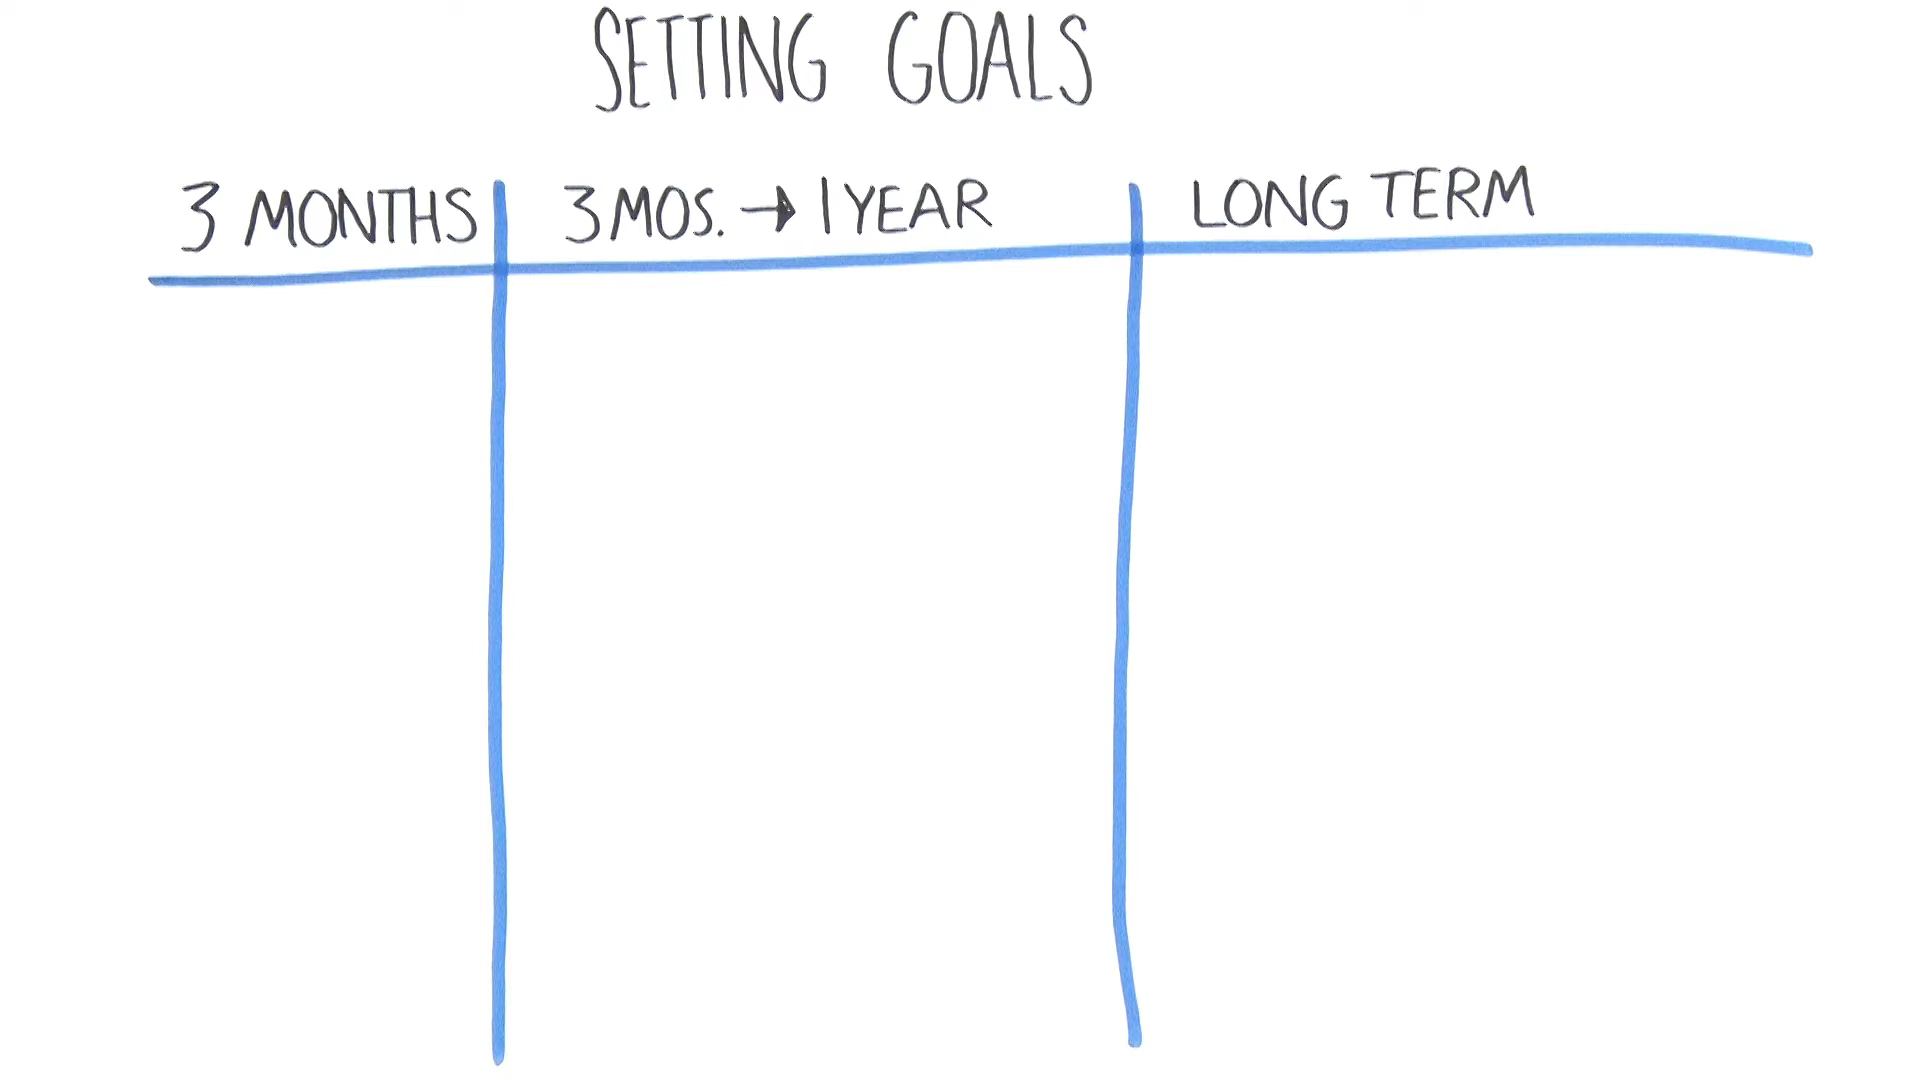 SETTING GOALS
3 MONTHS 3 MOS. → 1 YEAR LONG TERM